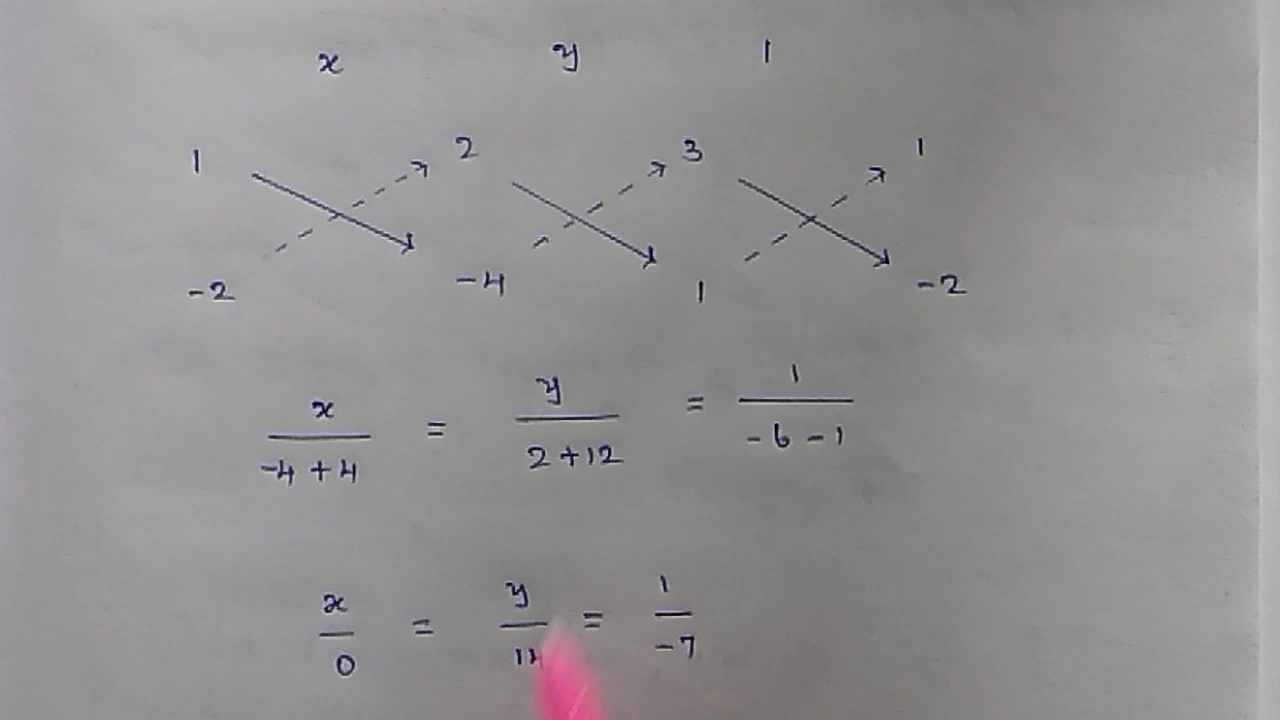 x y 1
1 2 3 1
-2 -4 1 -2
x/(-4+4) = y/(2+12) = 1/(-6-1)
x/0 = y/14 = 1/-7